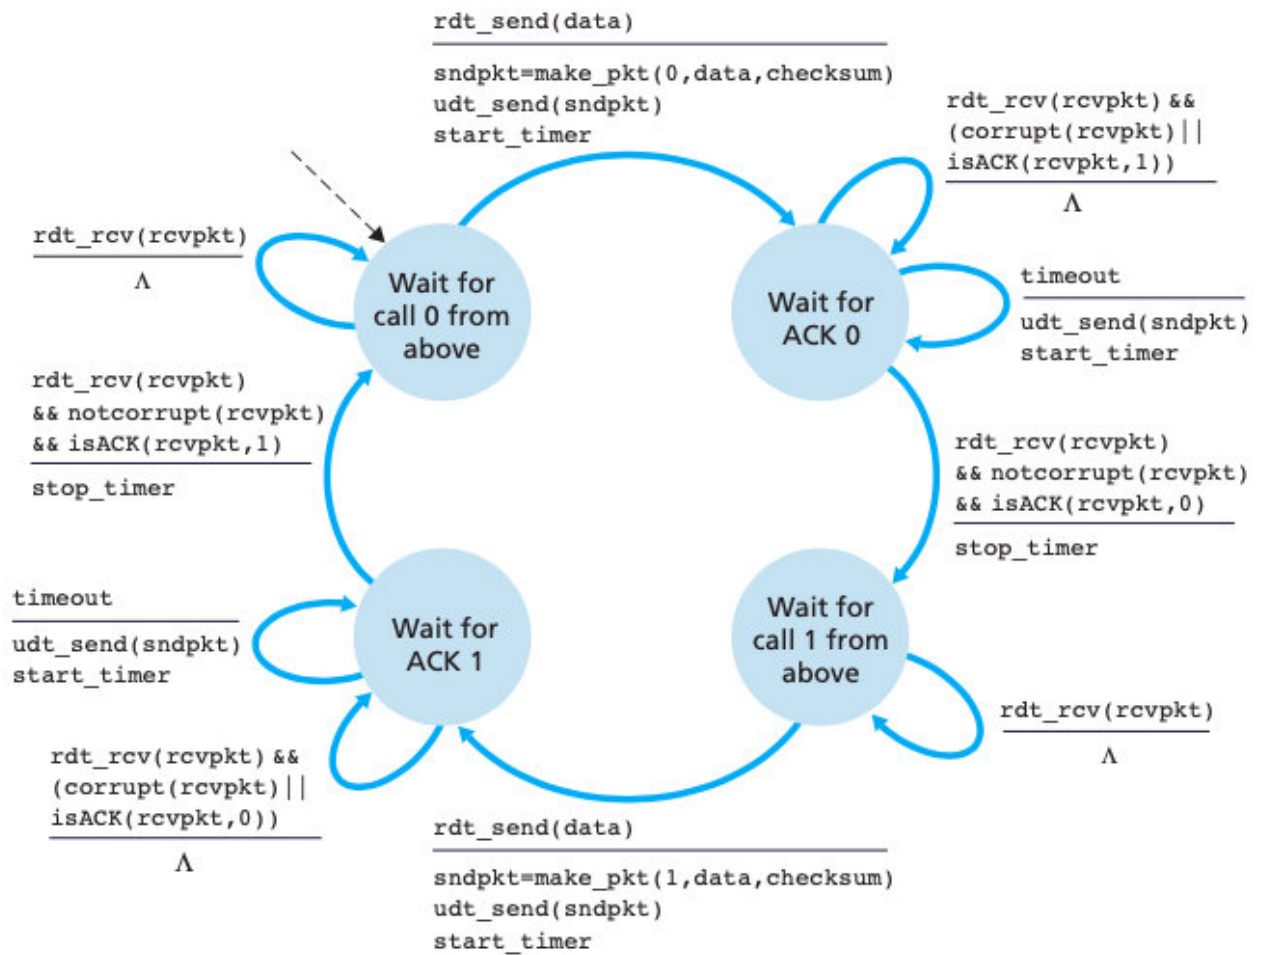 rdt_send(data)
sndpkt=make_pkt(0,data,checksum)
udt_send(sndpkt)
start_timer
rdt_rcv(rcvpkt) &&
(corrupt(rcvpkt)||
isACK(rcvpkt,1))
Λ
rdt_rcv(rcvpkt)
Λ
Wait for
call 0 from
above
Wait for
ACK 0
timeout
udt_send(sndpkt)
start_timer
rdt_rcv(rcvpkt)
&& notcorrupt(rcvpkt)
&& isACK(rcvpkt,1)
stop_timer
rdt_rcv(rcvpkt)
&& notcorrupt(rcvpkt)
&& isACK(rcvpkt,0)
stop_timer
timeout
udt_send(sndpkt)
start_timer
Wait for
ACK 1
Wait for
call 1 from
above
rdt_rcv(rcvpkt)
Λ
rdt_rcv(rcvpkt) &&
(corrupt(rcvpkt)||
isACK(rcvpkt,0))
Λ
rdt_send(data)
sndpkt=make_pkt(1,data,checksum)
udt_send(sndpkt)
start_timer